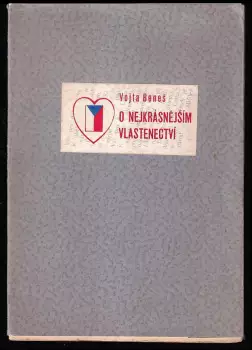 Vojta Beneš
O NEJKRÁSNĚJŠÍM
VLASTENECTVÍ